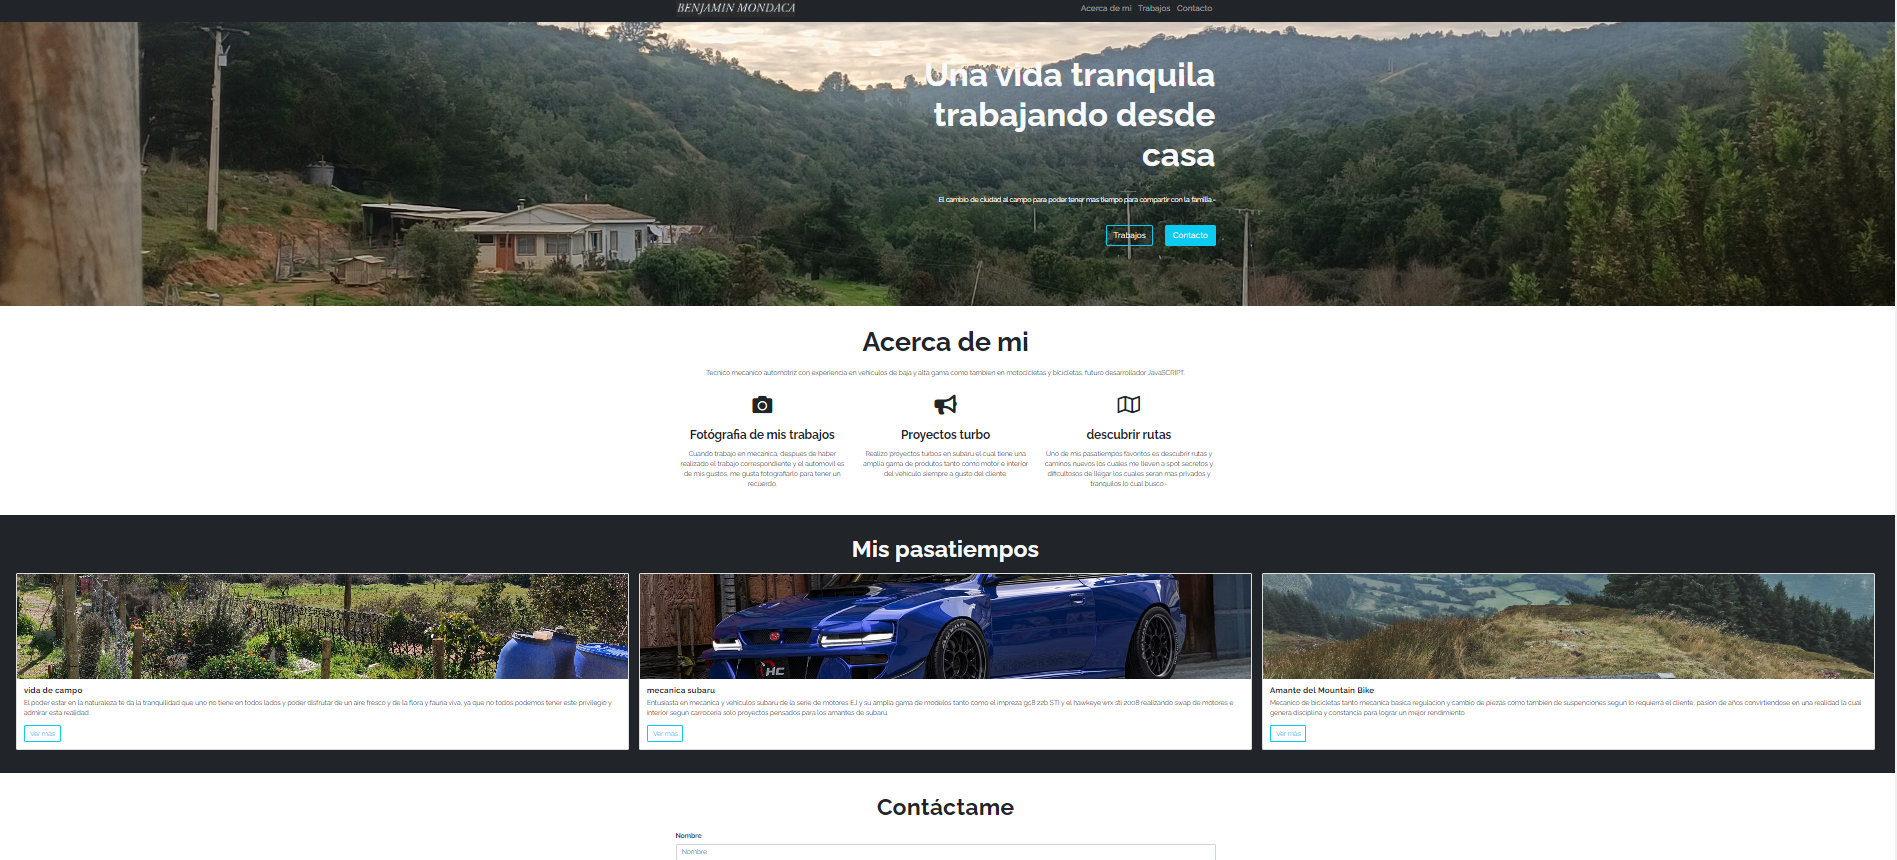 BENJAMIN MONDACA
Acerca de mi Trabajos Contacto
Una vida tranquila
trabajando desde
casa
El cambio de ciudad al campo para poder tener mas tiempo para compartir con la familia.-
Trabajos Contacto
Acerca de mi
Tecnico mecanico automotriz con experiencia en vehiculos de baja y alta gama como tambien en motocicletas y bicicletas, futuro desarrollador JavaSCRIPT.
Fotógrafia de mis trabajos
Cuando trabajo en mecanica, despues de haber
realizado el trabajo correspondiente y el automovil es
de mis gustos, me gusta fotografiarlo para tener un
recuerdo.
Proyectos turbo
Realizo proyectos turbos en subaru el cual tiene una
amplia gama de produtos tanto como motor e interior
del vehiculo siempre a gusto del cliente.
descubrir rutas
Uno de mis pasatiempos favoritos es descubrir rutas y
caminos nuevos los cuales me lleven a spot secretos y
dificultosos de llegar los cuales seran mas privados y
tranquilos lo cual busco.-
Mis pasatiempos
HC
vida de campo
El poder estar en la naturaleza te da la tranquilidad que uno no tiene en todos lados y poder disfrutar de un aire fresco y de la flora y fauna viva, ya que no todos podemos tener este privilegio y
admirar esta realidad.
Ver más
mecanica subaru
Entusiasta en mecanica y vehiculos subaru de la serie de motores EJ y su amplia gama de modelos tanto como el impreza gc8 22b STI y el hawkeye wrx sti 2008 realizando swap de motores e
interior segun carroceria solo proyectos pensados para los amantes de subaru.
Ver más
Amante del Mountain Bike
Mecanico de bicicletas tanto mecanica basica regulacion y cambio de piezas como tambien de suspenciones segun lo requierra el cliente, pasion de años convirtiendose en una realidad la cual
genera disciplina y constancia para lograr un mejor rendimiento.
Ver más
Contáctame
Nombre
Nombre